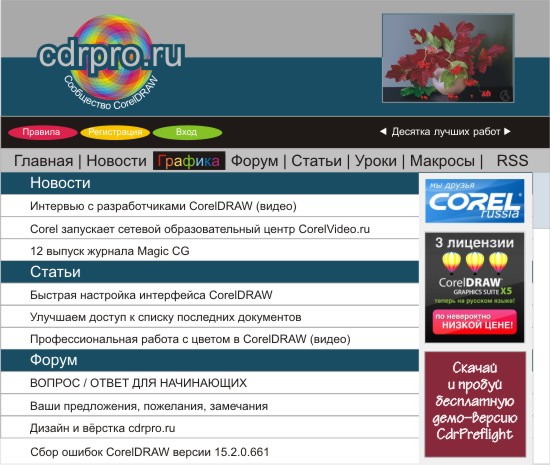 cdrpro.ru
Сообщество CorelDRAW
Правила
Регистрация
Вход
Десятка лучших работ
Главная | Новости Графика Форум | Статьи | Уроки | Макросы | RSS
Новости
Интервью с разработчиками CorelDRAW (видео)
Corel запускает сетевой образовательный центр CorelVideo.ru
12 выпуск журнала Magic CG
Статьи
Быстрая настройка интерфейса CorelDRAW
Улучшаем доступ к списку последних документов
Профессиональная работа с цветом в CorelDRAW (видео)
Форум
ВОПРОС / ОТВЕТ ДЛЯ НАЧИНАЮЩИХ
Ваши предложения, пожелания, замечания
Дизайн и вёрстка cdrpro.ru
Сбор ошибок CorelDRAW версии 15.2.0.661
мы друзья
COREL
russia
3 лицензии
CorelDRAW
GRAPHICS SUITE X5
теперь на русском языке!
по невероятно
НИЗКОЙ ЦЕНЕ!
Скачай
и пробуй
бесплатную
демо-версию
CdrPreflight